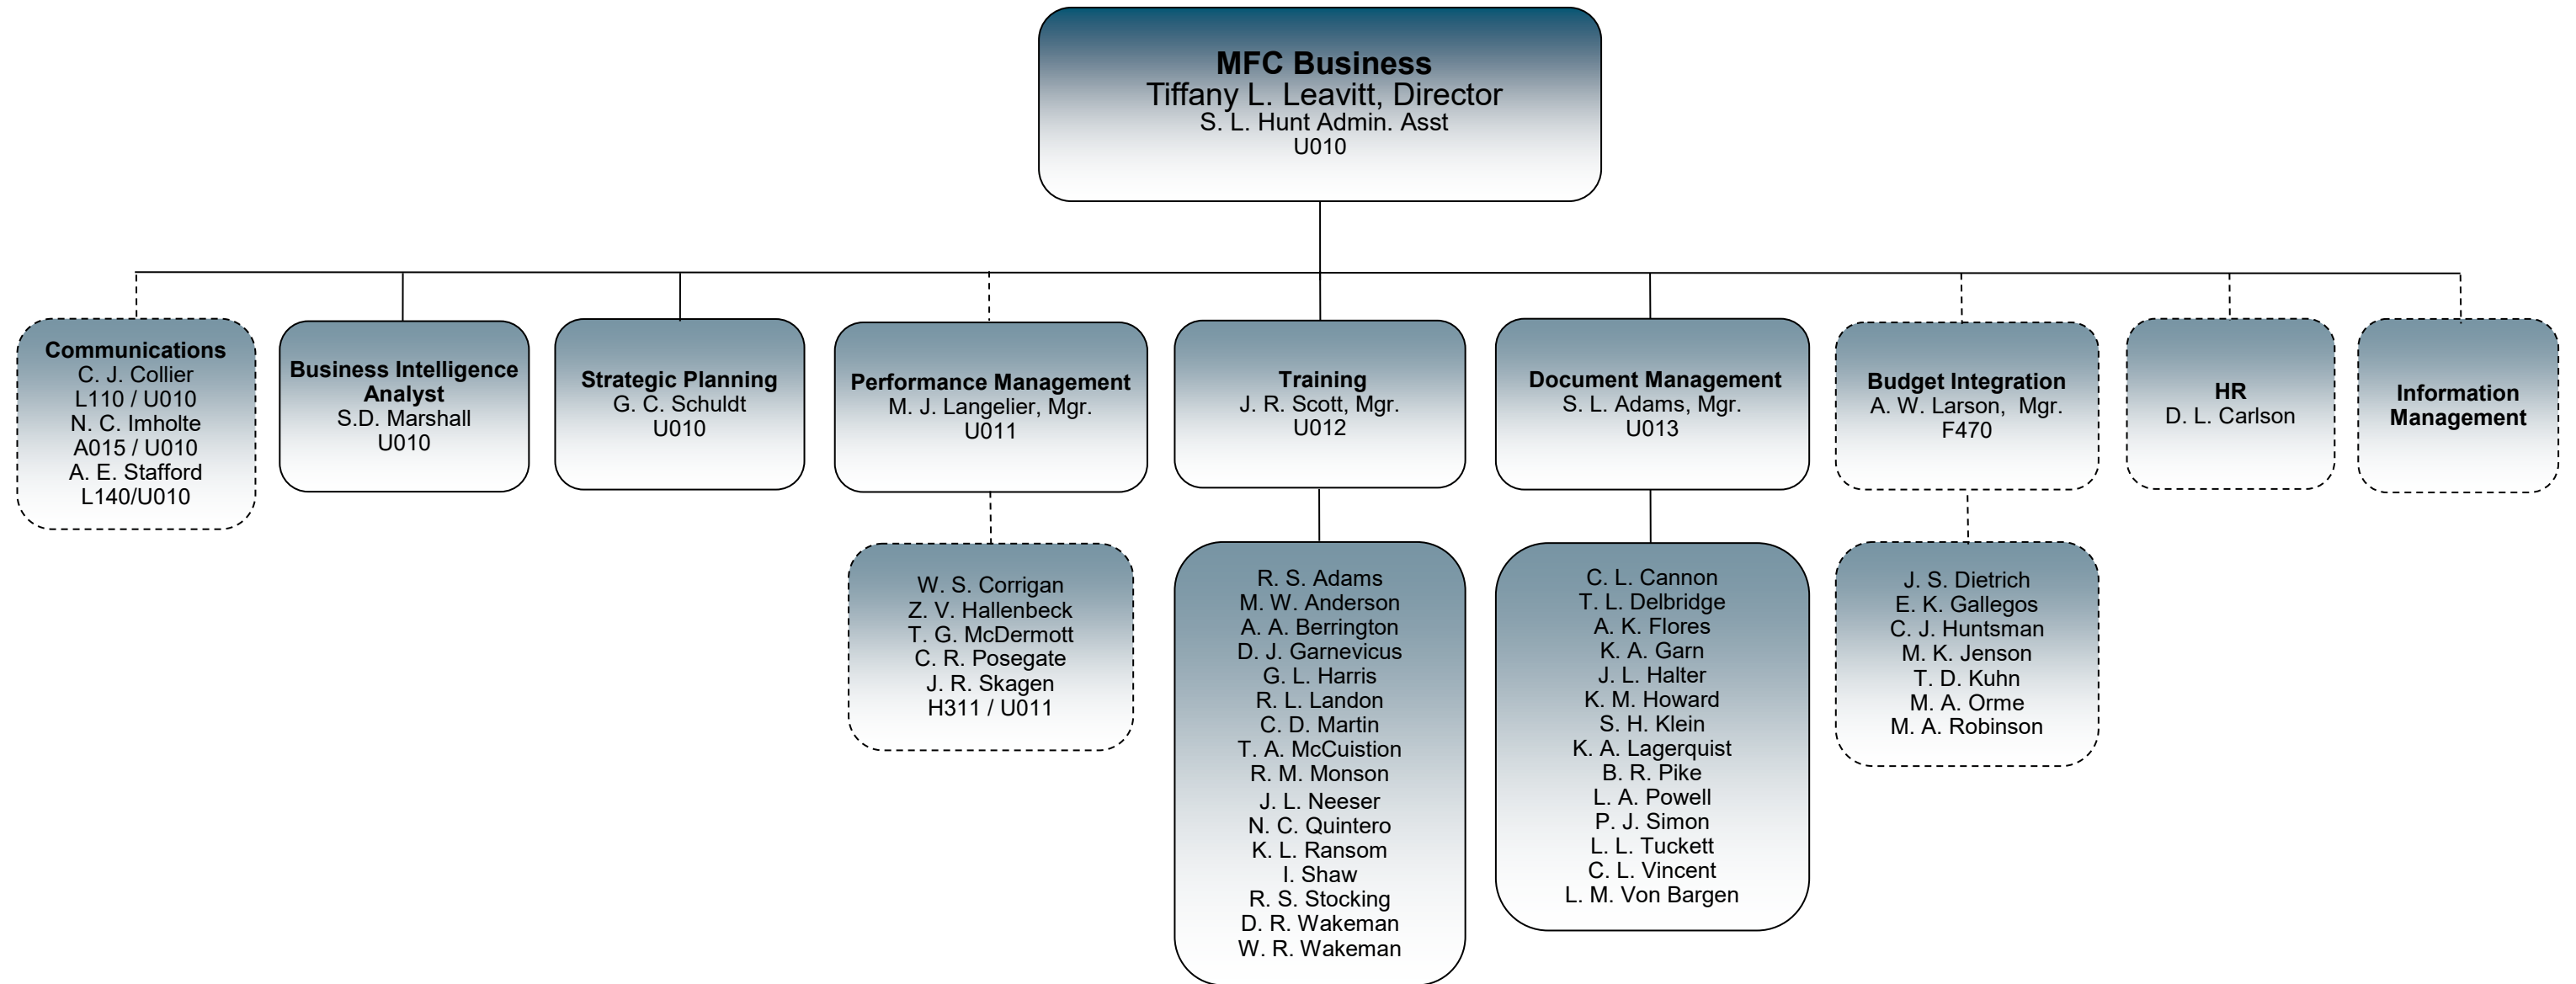 MFC Business
Tiffany L. Leavitt, Director
S. L. Hunt Admin. Asst
U010
Communications
C. J. Collier
L110 / U010
N. C. Imholte
A015 / U010
A. E. Stafford
L140/U010
Business Intelligence
Analyst
S.D. Marshall
U010
Strategic Planning
G. C. Schuldt
U010
Performance Management
M. J. Langelier, Mgr.
U011
Training
J. R. Scott, Mgr.
U012
Document Management
S. L. Adams, Mgr.
U013
Budget Integration
A. W. Larson,  Mgr.
F470
HR
D. L. Carlson
Information
Management
W. S. Corrigan
Z. V. Hallenbeck
T. G. McDermott
C. R. Posegate
J. R. Skagen
H311 / U011
R. S. Adams
M. W. Anderson
A. A. Berrington
D. J. Garnevicus
G. L. Harris
R. L. Landon
C. D. Martin
T. A. McCuistion
R. M. Monson
J. L. Neeser
N. C. Quintero
K. L. Ransom
I. Shaw
R. S. Stocking
D. R. Wakeman
W. R. Wakeman
C. L. Cannon
T. L. Delbridge
A. K. Flores
K. A. Garn
J. L. Halter
K. M. Howard
S. H. Klein
K. A. Lagerquist
B. R. Pike
L. A. Powell
P. J. Simon
L. L. Tuckett
C. L. Vincent
L. M. Von Bargen
J. S. Dietrich
E. K. Gallegos
C. J. Huntsman
M. K. Jenson
T. D. Kuhn
M. A. Orme
M. A. Robinson